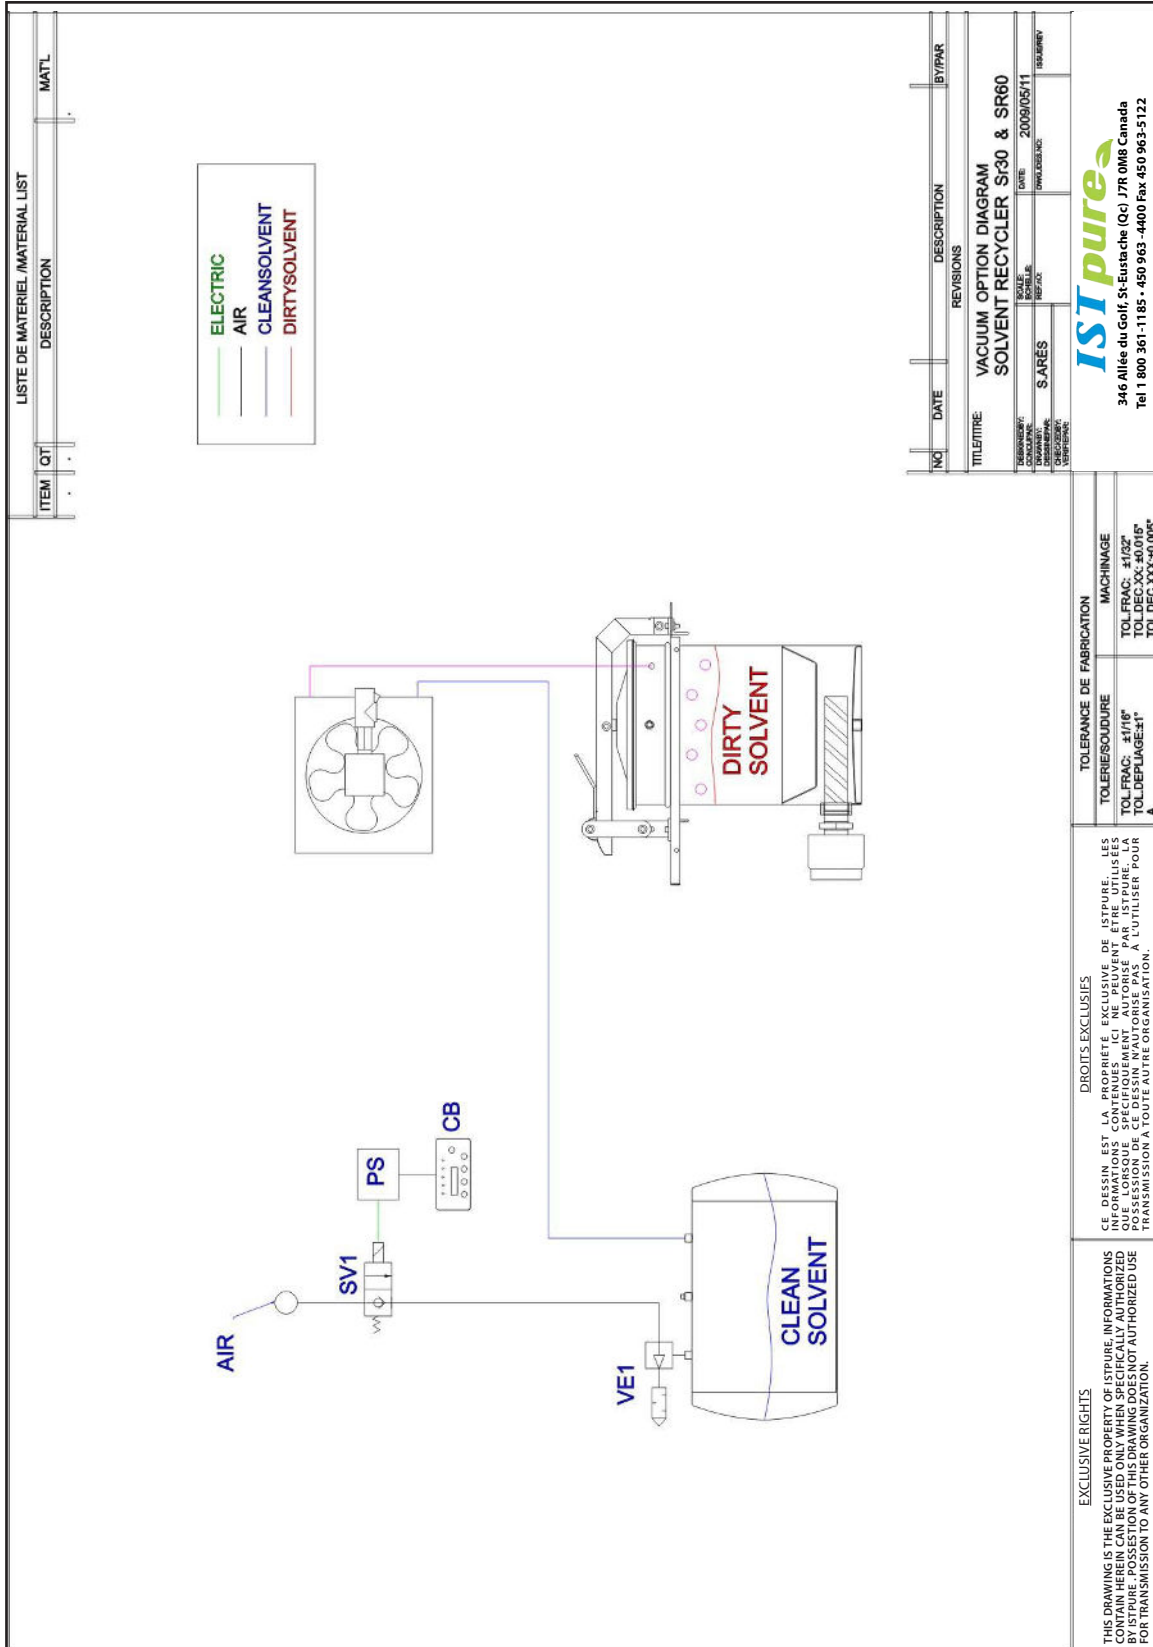 LISTE DE MATERIEL /MATERIAL LIST
ITEM QT DESCRIPTION MAT'L
ELECTRIC
AIR
CLEANSOLVENT
DIRTYSOLVENT
AIR
SV1
PS
CB
VE1
CLEAN
SOLVENT
DIRTY
SOLVENT
NO DATE DESCRIPTION BY/PAR
REVISIONS
TITLE/TITRE:
VACUUM OPTION DIAGRAM
SOLVENT RECYCLER Sr30 & SR60
SCALE:
DATE: 2009/05/11
S.ARÈS
ISTpure
346 Allée du Golf, St-Eustache (Qc) J7R 0M8 Canada
Tel 1 800 361-1185 • 450 963 -4400 Fax 450 963-5122
TOLERANCE DE FABRICATION
TOLERIE/SOUDURE MACHINAGE
TOL.FRAC: ±1/16"
TOL.DEPLIAGE:±1°
TOL.FRAC: ±1/32"
TOL.DEC.XX: ±0.015"
TOL.DEC.XXX:±0.005"
DROITS EXCLUSIFS
CE DESSIN EST LA PROPRIÉTÉ EXCLUSIVE DE ISTPURE. LES
INFORMATIONS CONTENUES ICI NE PEUVENT ÊTRE UTILISÉES
QUE LORSQUE SPÉCIFIQUEMENT AUTORISÉ PAR ISTPURE. LA
POSSESSION DE CE DESSIN N'AUTORISE PAS À L'UTILISER POUR
TRANSMISSION À TOUTE AUTRE ORGANISATION.
EXCLUSIVE RIGHTS
THIS DRAWING IS THE EXCLUSIVE PROPERTY OF ISTPURE, INFORMATIONS
CONTAIN HEREIN CAN BE USED ONLY WHEN SPECIFICALLY AUTHORIZED
BY ISTPURE. POSSESTION OF THIS DRAWING DOES NOT AUTHORIZED USE
FOR TRANSMISSION TO ANY OTHER ORGANIZATION.